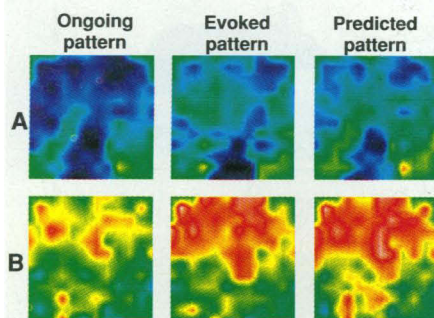 Ongoing pattern
Evoked pattern
Predicted pattern
A
B